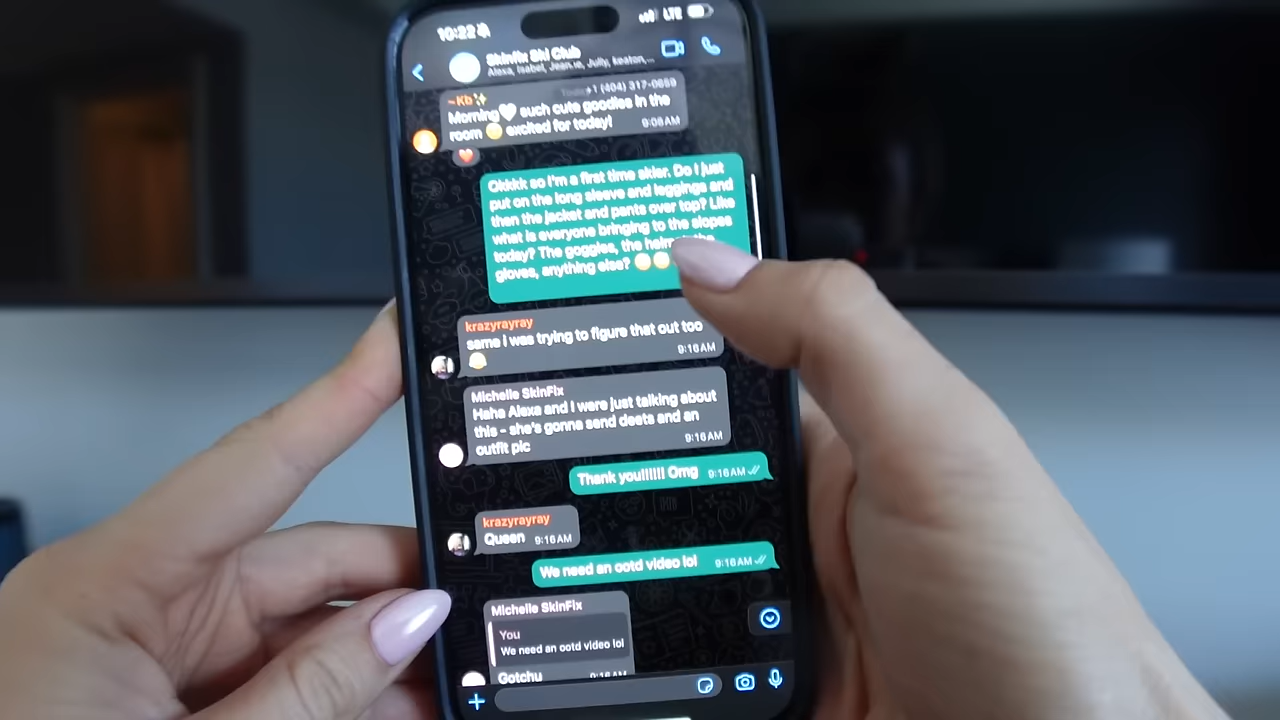 10:22
LTE
SkinFix Ski Club
Alexa, Isabel, Jean.ie, Jully, keaton,...
~Kb✨ +1 (404) 317-0659
Morning🤍 such cute goodies in the
room 🥹 excited for today!
9:08 AM
Okkkk so I'm a first time skier. Do I just
put on the long sleeve and leggings and
then the jacket and pants over top? Like
what is everyone bringing to the slopes
today? The goggles, the the
gloves, anything else?
krazyrayray
same I was trying to figure that out too
9:16 AM
Michelle SkinFix
Haha Alexa and I were just talking about
this - she's gonna send deets and an
outfit pic
9:16 AM
Thank you!!!!!! Omg 9:16 AM
krazyrayray
Queen 9:16 AM
We need an ootd video lol 9:16 AM
Michelle SkinFix
You
We need an ootd video lol
Gotchu 9:16 AM